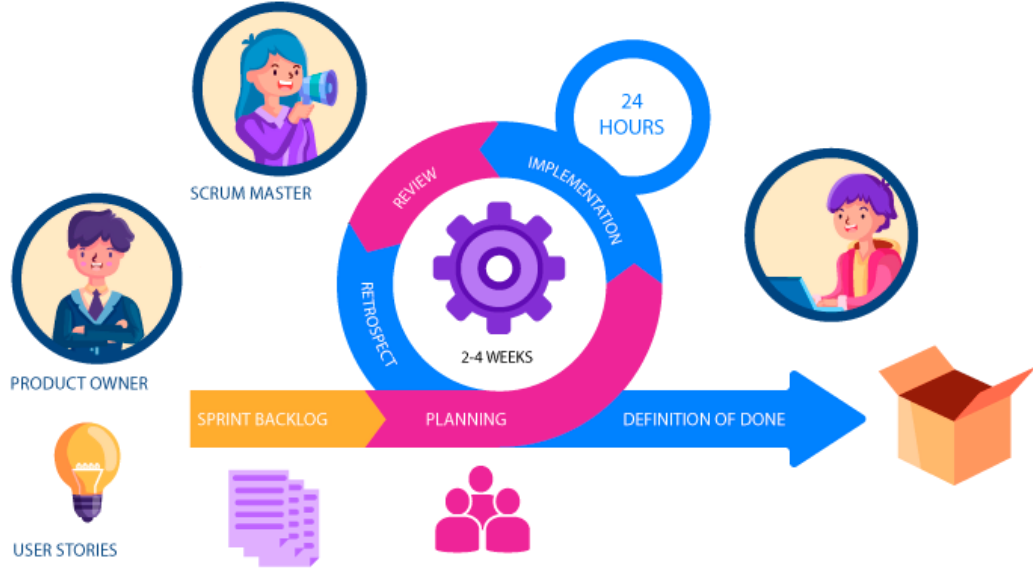 24
HOURS
SCRUM MASTER
REVIEW
IMPLEMENTATION
RETROSPECT
2-4 WEEKS
PRODUCT OWNER
SPRINT BACKLOG
PLANNING
DEFINITION OF DONE
USER STORIES